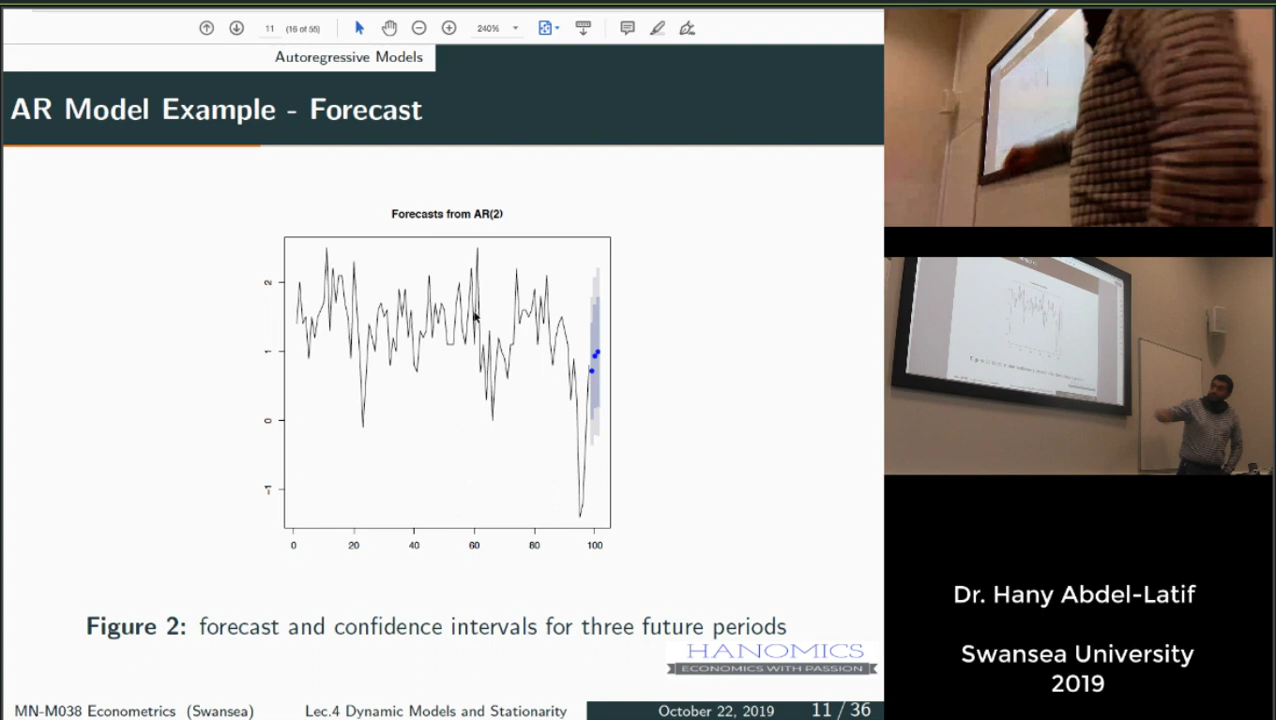 11 (16 of 55) 240%
Autoregressive Models
AR Model Example - Forecast
Forecasts from AR(2)
2
1
0
-1
0 20 40 60 80 100
Figure 2: forecast and confidence intervals for three future periods
HANOMICS
ECONOMICS WITH PASSION
MN-M038 Econometrics (Swansea) Lec.4 Dynamic Models and Stationarity October 22, 2019 11 / 36
Dr. Hany Abdel-Latif
Swansea University
2019